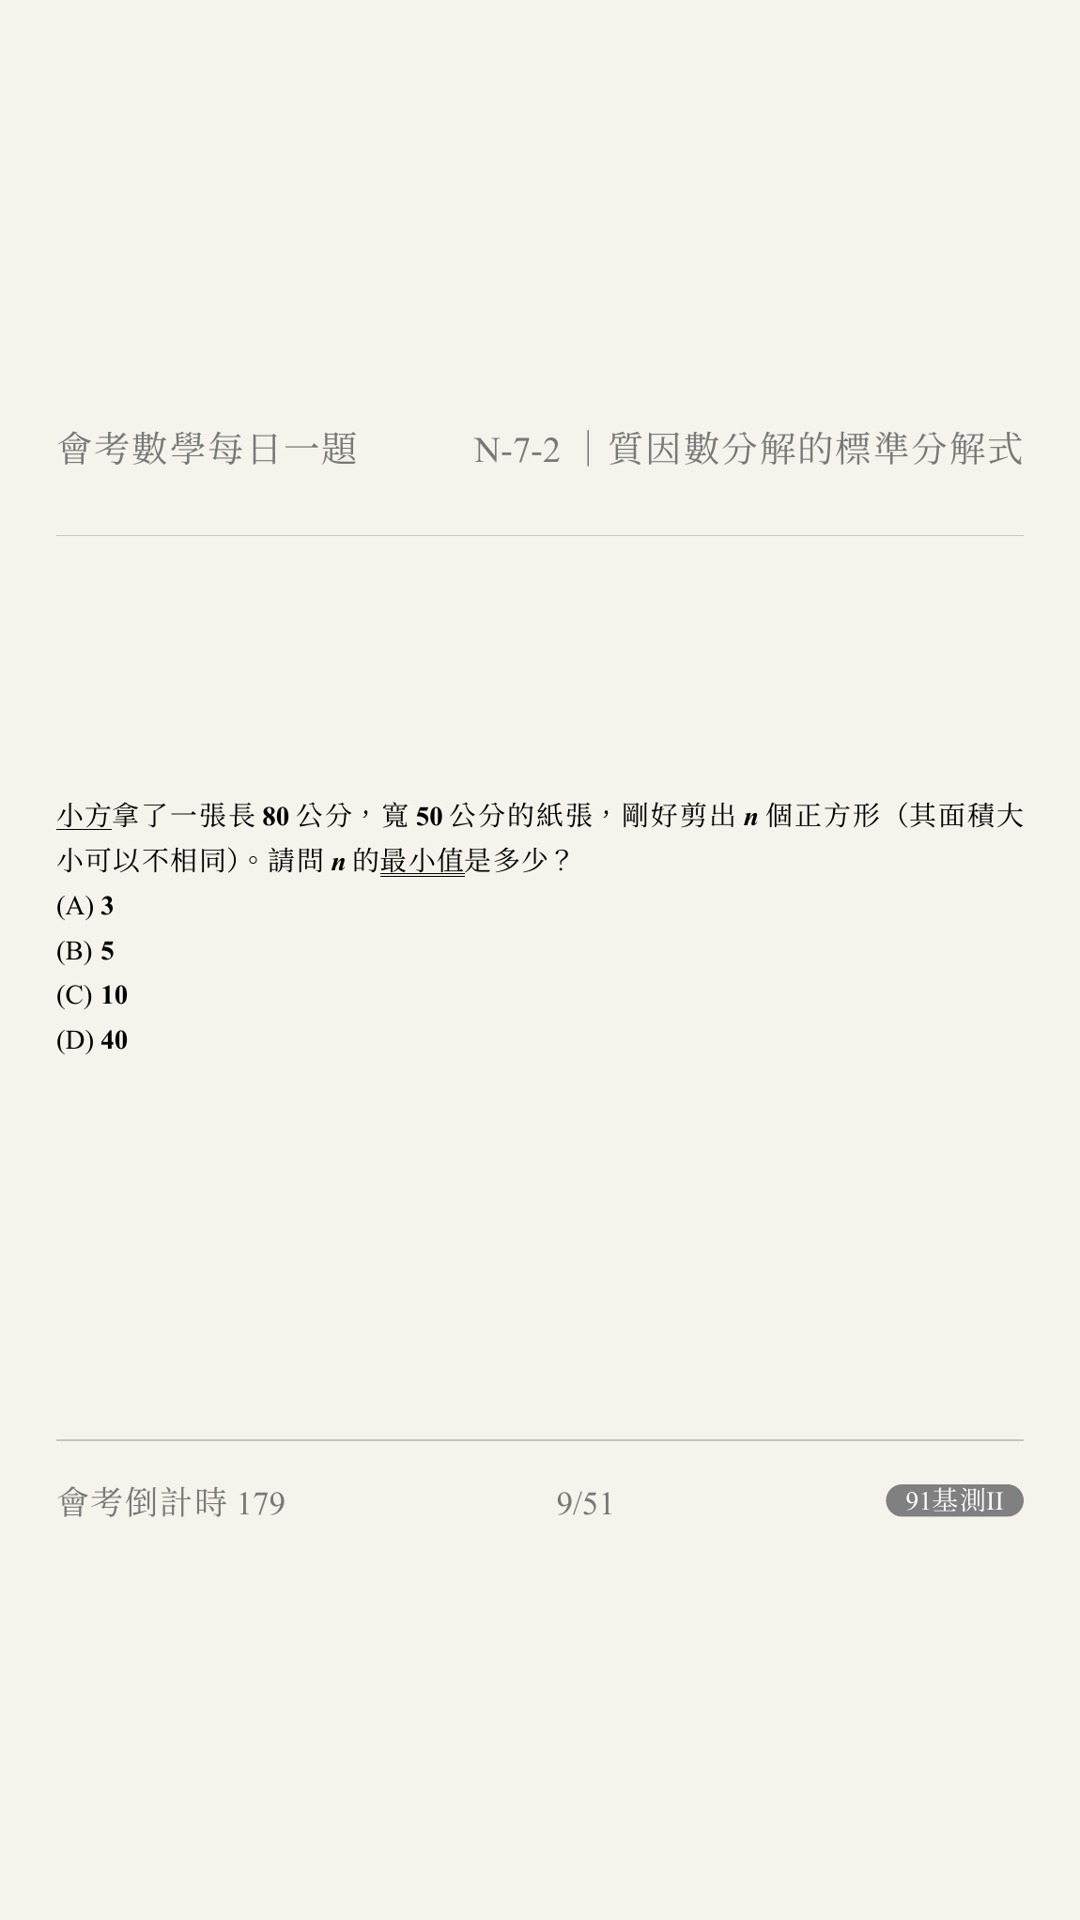 會考數學每日一題
N-7-2｜質因數分解的標準分解式
小方拿了一張長 80 公分，寬 50 公分的紙張，剛好剪出 n 個正方形（其面積大
小可以不相同）。請問 n 的最小值是多少？
(A) 3
(B) 5
(C) 10
(D) 40
會考倒計時 179
9/51
91基測II